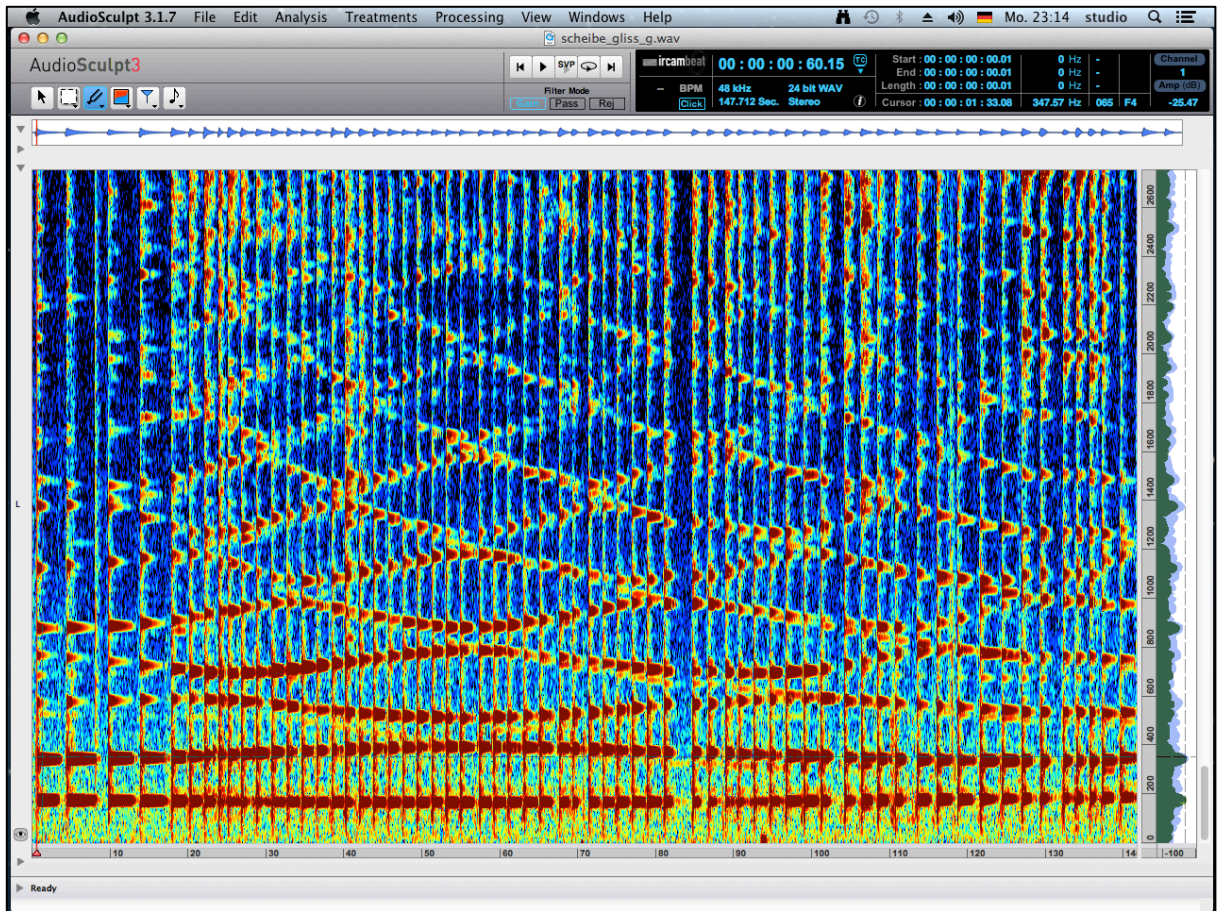 AudioSculpt 3.1.7 File Edit Analysis Treatments Processing View Windows Help Mo. 23:14 studio
scheibe_gliss_g.wav
AudioSculpt3
SVP
Filter Mode
Gain Pass Rej
ircambeat 00 : 00 : 00 : 60.15 TC
– BPM 48 kHz 24 bit WAV
Click 147.712 Sec. Stereo i
Start : 00 : 00 : 00 : 00.01 0 Hz -
End : 00 : 00 : 00 : 00.01 0 Hz -
Length : 00 : 00 : 00 : 00.01 0 Hz -
Cursor : 00 : 00 : 01 : 33.08 347.57 Hz 065 F4
Channel
1
Amp (dB)
-25.47
L
2600
2400
2200
2000
1800
1600
1400
1200
1000
800
600
400
200
0
10 20 30 40 50 60 70 80 90 100 110 120 130 14 -100
Ready